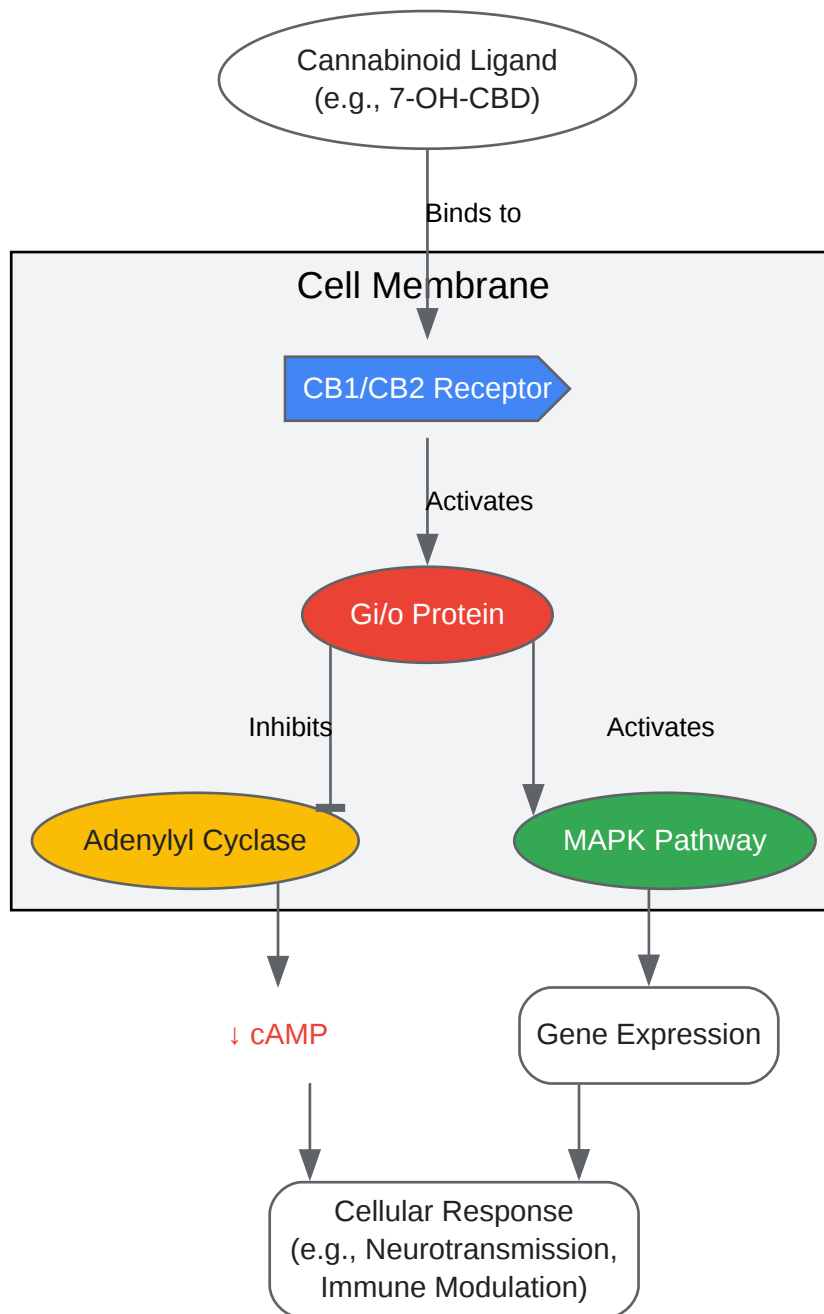 Cannabinoid Ligand
(e.g., 7-OH-CBD)
Binds to
Cell Membrane
CB1/CB2 Receptor
Activates
Gi/o Protein
Inhibits
Activates
Adenylyl Cyclase
MAPK Pathway
↓ cAMP
Gene Expression
Cellular Response
(e.g., Neurotransmission,
Immune Modulation)